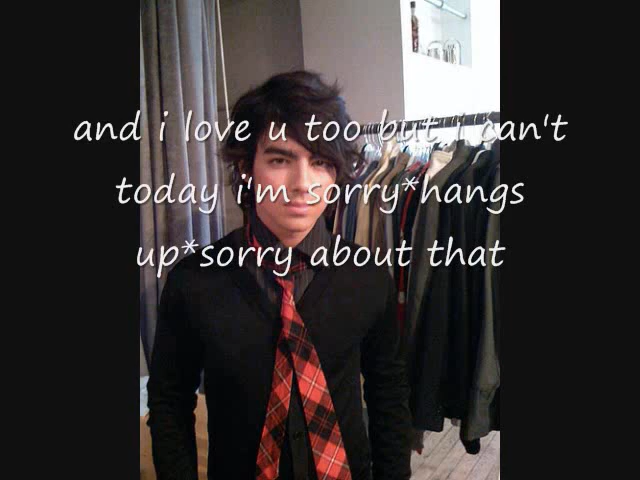 and i love u too but i can't
today i'm sorry*hangs
up*sorry about that